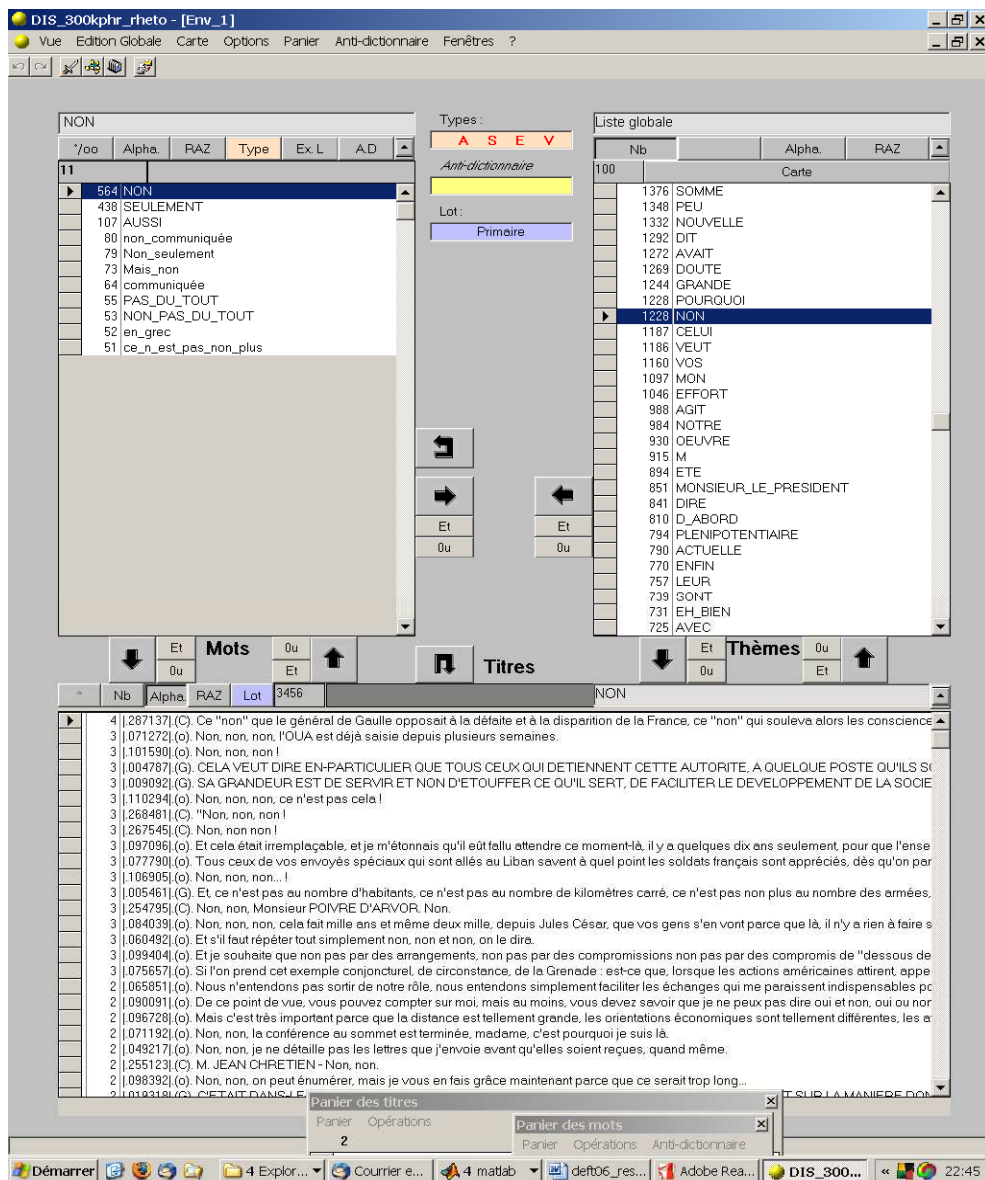 DIS_300kphr_rheto - [Env_1]
Vue Edition Globale Carte Options Panier Anti-dictionnaire Fenêtres ?
NON
°/oo Alpha. RAZ Type Ex. L A.D
11
564 NON
438 SEULEMENT
107 AUSSI
80 non_communiquée
79 Non_seulement
73 Mais_non
64 communiquée
55 PAS_DU_TOUT
53 NON_PAS_DU_TOUT
52 en_grec
51 ce_n_est_pas_non_plus
Types :
A S E V
Anti-dictionnaire
Lot :
Primaire
Et
Ou
Et
Ou
Liste globale
Nb Alpha. RAZ
100 Carte
1376 SOMME
1348 PEU
1332 NOUVELLE
1292 DIT
1272 AVAIT
1269 DOUTE
1244 GRANDE
1228 POURQUOI
1228 NON
1187 CELUI
1186 VEUT
1160 VOS
1097 MON
1046 EFFORT
988 AGIT
984 NOTRE
930 OEUVRE
915 M
894 ETE
851 MONSIEUR_LE_PRESIDENT
841 DIRE
810 D_ABORD
794 PLENIPOTENTIAIRE
790 ACTUELLE
770 ENFIN
757 LEUR
739 SONT
731 EH_BIEN
725 AVEC
Et Ou Mots Ou Et
Titres
Et Ou Thèmes Ou Et
^ Nb Alpha. RAZ Lot 3456 NON
4 |.287137|.(C). Ce "non" que le général de Gaulle opposait à la défaite et à la disparition de la France, ce "non" qui souleva alors les conscience
3 |.071272|.(o). Non, non, non, l'OUA est déjà saisie depuis plusieurs semaines.
3 |.101590|.(o). Non, non, non !
3 |.004787|.(G). CELA VEUT DIRE EN-PARTICULIER QUE TOUS CEUX QUI DETIENNENT CETTE AUTORITE, A QUELQUE POSTE QU'ILS S
3 |.009092|.(G). SA GRANDEUR EST DE SERVIR ET NON D'ETOUFFER CE QU'IL SERT, DE FACILITER LE DEVELOPPEMENT DE LA SOCIE
3 |.110294|.(o). Non, non, non, ce n'est pas cela !
3 |.268481|.(C). "Non, non, non !
3 |.267545|.(C). Non, non non !
3 |.097096|.(o). Et cela était irremplaçable, et je m'étonnais qu'il eût fallu attendre ce moment-là, il y a quelques dix ans seulement, pour que l'ense
3 |.077790|.(o). Tous ceux de vos envoyés spéciaux qui sont allés au Liban savent à quel point les soldats français sont appréciés, dès qu'on par
3 |.106905|.(o). Non, non, non... !
3 |.005461|.(G). Et, ce n'est pas au nombre d'habitants, ce n'est pas au nombre de kilomètres carré, ce n'est pas non plus au nombre des armées,
3 |.254795|.(C). Non, non, Monsieur POIVRE D'ARVOR. Non.
3 |.084039|.(o). Non, non, non, cela fait mille ans et même deux mille, depuis Jules César, que vos gens s'en vont parce que là, il n'y a rien à faire s
3 |.060492|.(o). Et s'il faut répéter tout simplement non, non et non, on le dira.
3 |.099404|.(o). Et je souhaite que non pas par des arrangements, non pas par des compromissions non pas par des compromis de "dessous de
3 |.075657|.(o). Si l'on prend cet exemple conjoncturel, de circonstance, de la Grenade : est-ce que, lorsque les actions américaines attirent, appe
2 |.065851|.(o). Nous n'entendons pas sortir de notre rôle, nous entendons simplement faciliter les échanges qui me paraissent indispensables po
2 |.090091|.(o). De ce point de vue, vous pouvez compter sur moi, mais au moins, vous devez savoir que je ne peux pas dire oui et non, oui ou nor
2 |.096728|.(o). Mais c'est très important parce que la distance est tellement grande, les orientations économiques sont tellement différentes, les a
2 |.071192|.(o). Non, non, la conférence au sommet est terminée, madame, c'est pourquoi je suis là.
2 |.049217|.(o). Non, non, je ne détaille pas les lettres que j'envoie avant qu'elles soient reçues, quand même.
2 |.255123|.(C). M. JEAN CHRETIEN - Non, non.
2 |.098392|.(o). Non, non, on peut énumérer, mais je vous en fais grâce maintenant parce que ce serait trop long...
2 |.019318|.(G). C'ETAIT DANS-LE T SUR LA MANIERE DON
Panier des titres
Panier Opérations
2
Panier des mots
Panier Opérations Anti-dictionnaire
Démarrer 4 Explor... Courrier e... 4 matlab deft06_res... Adobe Rea... DIS_300... « 22:45